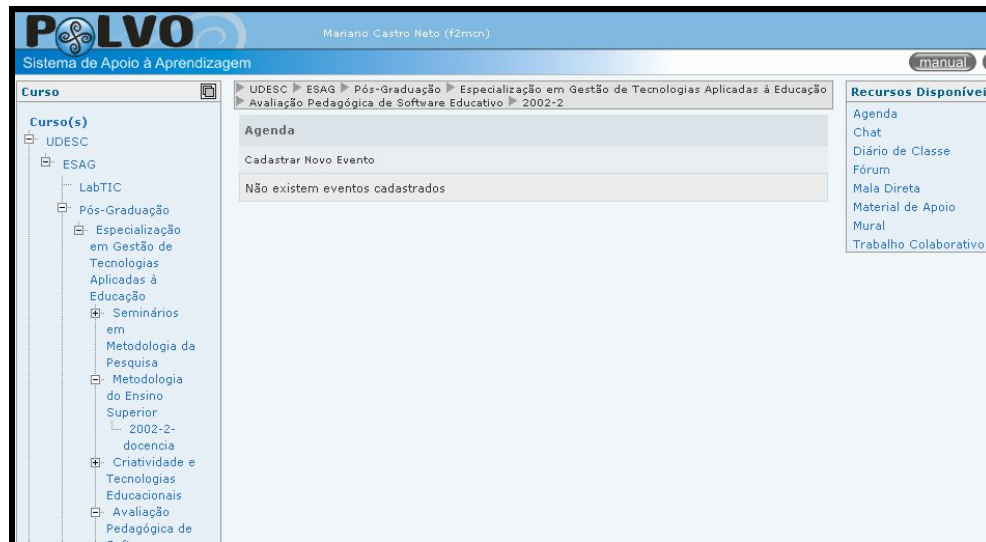 POLVO
Mariano Castro Neto (f2mcn)
Sistema de Apoio à Aprendizagem
manual
Curso
Curso(s)
UDESC
ESAG
LabTIC
Pós-Graduação
Especialização
em Gestão de
Tecnologias
Aplicadas à
Educação
Seminários
em
Metodologia da
Pesquisa
Metodologia
do Ensino
Superior
2002-2-
docencia
Criatividade e
Tecnologias
Educacionais
Avaliação
Pedagógica de
UDESC ESAG Pós-Graduação Especialização em Gestão de Tecnologias Aplicadas à Educação
Avaliação Pedagógica de Software Educativo 2002-2
Agenda
Cadastrar Novo Evento
Não existem eventos cadastrados
Recursos Disponívei
Agenda
Chat
Diário de Classe
Fórum
Mala Direta
Material de Apoio
Mural
Trabalho Colaborativo